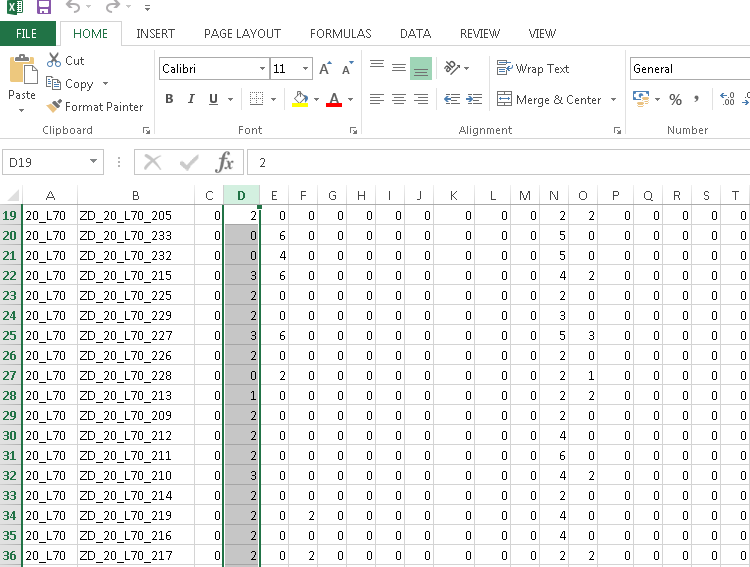 FILE HOME INSERT PAGE LAYOUT FORMULAS DATA REVIEW VIEW
Cut
Calibri 11 A A Wrap Text General
Copy
Paste
Format Painter B I U A Merge & Center % , .00
Clipboard Font Alignment Number
D19 fx 2
A B C D E F G H I J K L M N O P Q R S T
19 20_L70 ZD_20_L70_205 0 2 0 0 0 0 0 0 0 0 0 2 2 0 0 0 0 0
20 20_L70 ZD_20_L70_233 0 0 6 0 0 0 0 0 0 0 0 5 0 0 0 0 0 0
21 20_L70 ZD_20_L70_232 0 0 4 0 0 0 0 0 0 0 0 5 0 0 0 0 0 0
22 20_L70 ZD_20_L70_215 0 3 6 0 0 0 0 0 0 0 0 4 2 0 0 0 0 0
23 20_L70 ZD_20_L70_225 0 2 0 0 0 0 0 0 0 0 0 2 0 0 0 0 0 0
24 20_L70 ZD_20_L70_229 0 2 0 0 0 0 0 0 0 0 0 3 0 0 0 0 0 0
25 20_L70 ZD_20_L70_227 0 3 6 0 0 0 0 0 0 0 0 5 3 0 0 0 0 0
26 20_L70 ZD_20_L70_226 0 2 0 0 0 0 0 0 0 0 0 2 0 0 0 0 0 0
27 20_L70 ZD_20_L70_228 0 0 2 0 0 0 0 0 0 0 0 2 1 0 0 0 0 0
28 20_L70 ZD_20_L70_213 0 1 0 0 0 0 0 0 0 0 0 2 2 0 0 0 0 0
29 20_L70 ZD_20_L70_209 0 2 0 0 0 0 0 0 0 0 0 2 0 0 0 0 0 0
30 20_L70 ZD_20_L70_212 0 2 0 0 0 0 0 0 0 0 0 4 0 0 0 0 0 0
31 20_L70 ZD_20_L70_211 0 2 0 0 0 0 0 0 0 0 0 6 0 0 0 0 0 0
32 20_L70 ZD_20_L70_210 0 3 0 0 0 0 0 0 0 0 0 4 2 0 0 0 0 0
33 20_L70 ZD_20_L70_214 0 2 0 0 0 0 0 0 0 0 0 2 0 0 0 0 0 0
34 20_L70 ZD_20_L70_219 0 2 0 2 0 0 0 0 0 0 0 4 0 0 0 0 0 0
35 20_L70 ZD_20_L70_216 0 2 0 0 0 0 0 0 0 0 0 4 0 0 0 0 0 0
36 20_L70 ZD_20_L70_217 0 2 0 2 0 0 0 0 0 0 0 2 2 0 0 0 0 0